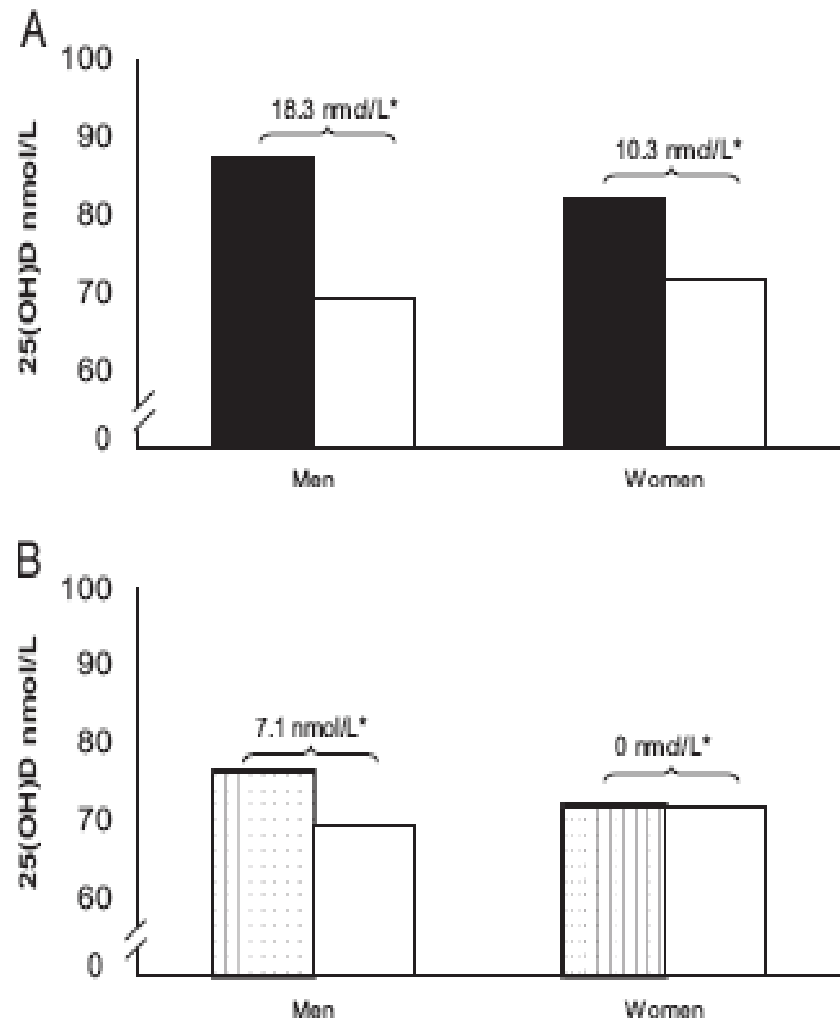 A
100
18.3 nmol/L*
90
10.3 nmol/L*
80
70
60
0
25(OH)D nmol/L
Men
Women
B
100
90
7.1 nmol/L*
80
0 nmol/L*
70
60
0
25(OH)D nmol/L
Men
Women